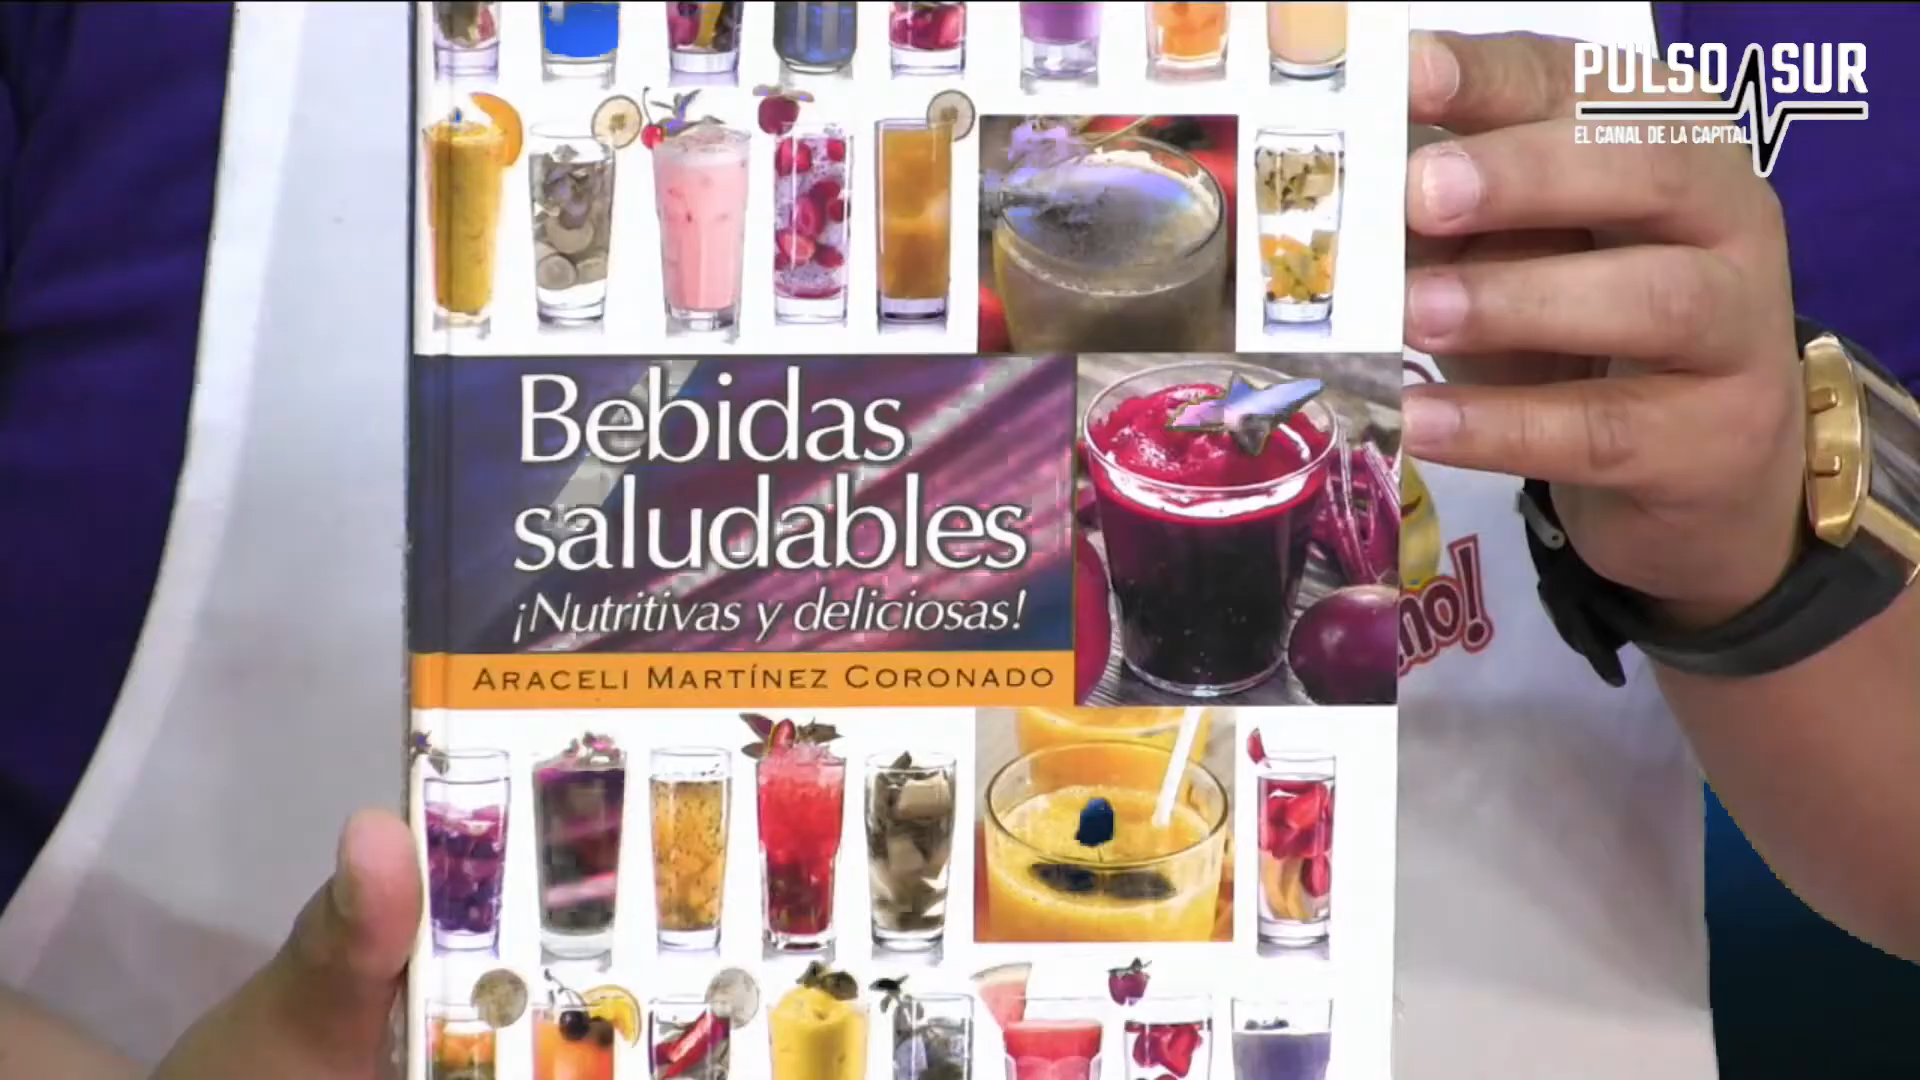 PULSO SUR
EL CANAL DE LA CAPITAL
Bebidas
saludables
¡Nutritivas y deliciosas!
ARACELI MARTÍNEZ CORONADO